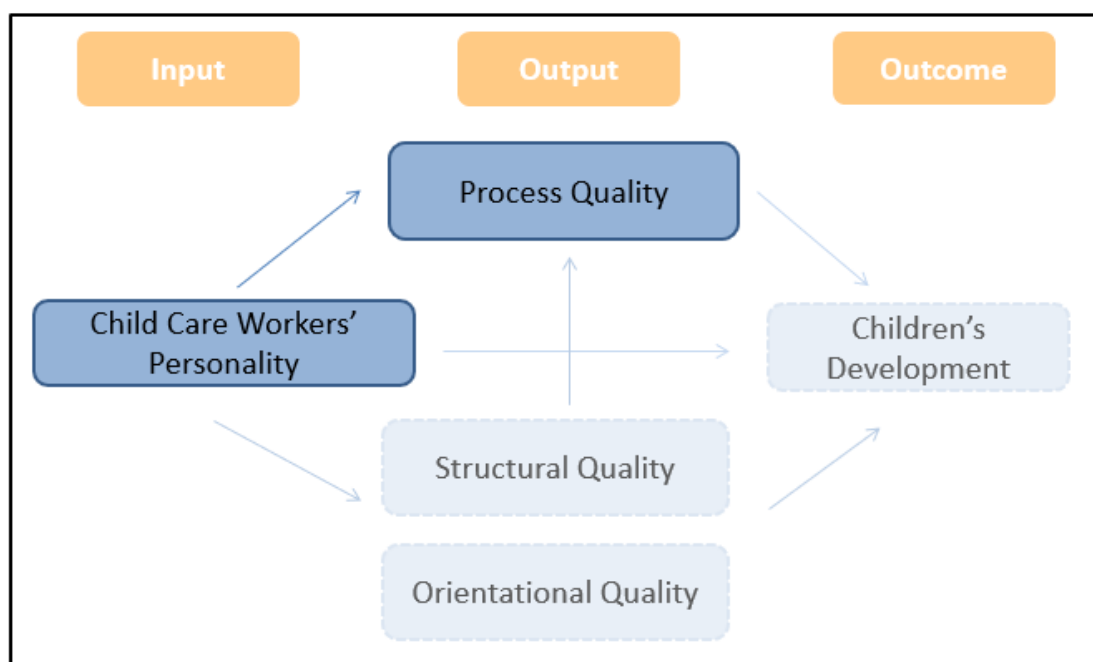 Input
Output
Outcome
Process Quality
Child Care Workers’
Personality
Children’s
Development
Structural Quality
Orientational Quality